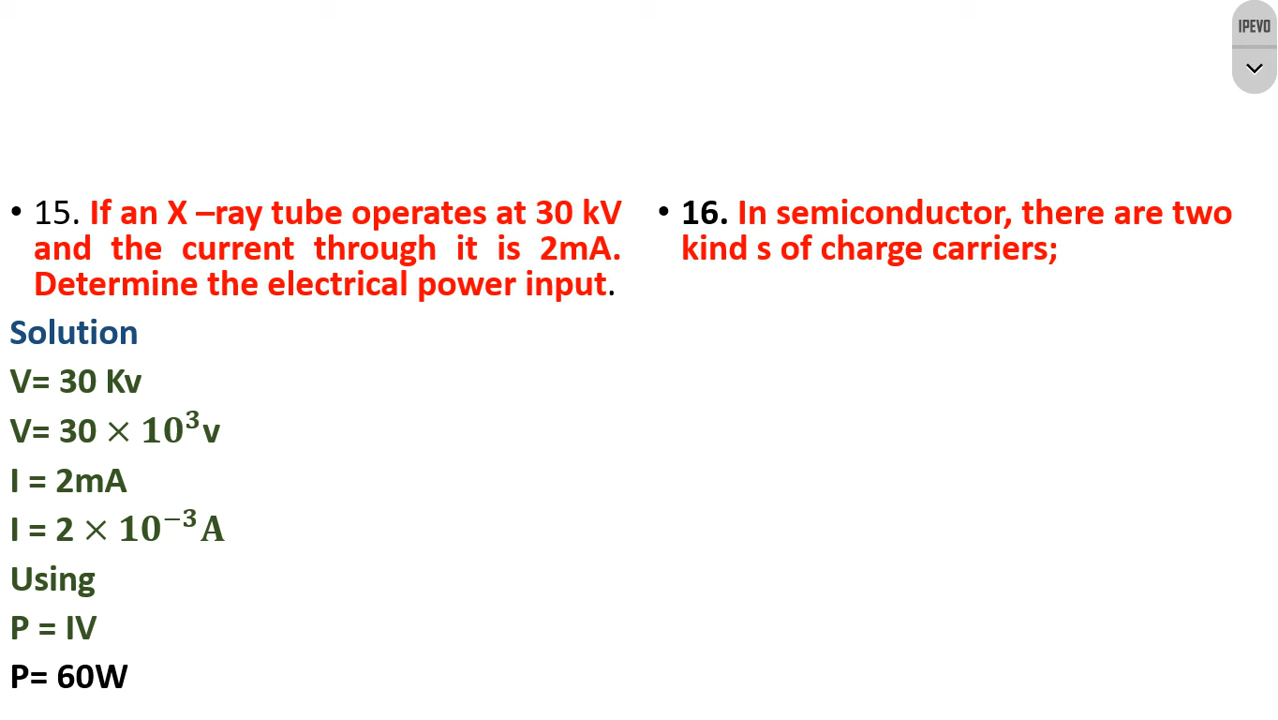 IPEVO
• 15. If an X –ray tube operates at 30 kV
and the current through it is 2mA.
Determine the electrical power input.
Solution
V= 30 Kv
V= 30 × 10³v
I = 2mA
I = 2 × 10⁻³A
Using
P = IV
P= 60W
• 16. In semiconductor, there are two
kind s of charge carriers;